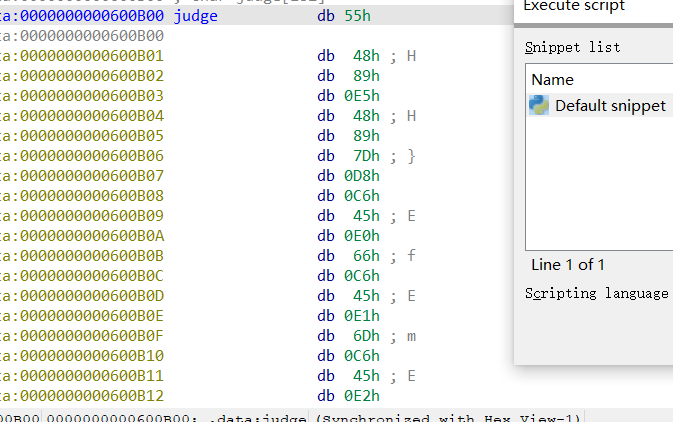 ta:0000000000600B00 judge db 55h
ta:0000000000600B00
ta:0000000000600B01 db 48h ; H
ta:0000000000600B02 db 89h
ta:0000000000600B03 db 0E5h
ta:0000000000600B04 db 48h ; H
ta:0000000000600B05 db 89h
ta:0000000000600B06 db 7Dh ; }
ta:0000000000600B07 db 0D8h
ta:0000000000600B08 db 0C6h
ta:0000000000600B09 db 45h ; E
ta:0000000000600B0A db 0E0h
ta:0000000000600B0B db 66h ; f
ta:0000000000600B0C db 0C6h
ta:0000000000600B0D db 45h ; E
ta:0000000000600B0E db 0E1h
ta:0000000000600B0F db 6Dh ; m
ta:0000000000600B10 db 0C6h
ta:0000000000600B11 db 45h ; E
ta:0000000000600B12 db 0E2h
00B00 0000000000600B00: .data:judge (Synchronized with Hex View-1)
Execute script
Snippet list
Name
Default snippet
Line 1 of 1
Scripting language